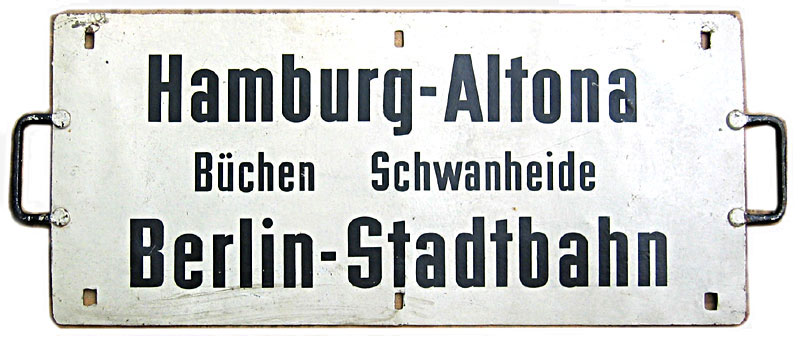 Hamburg-Altona
Büchen Schwanheide
Berlin-Stadtbahn